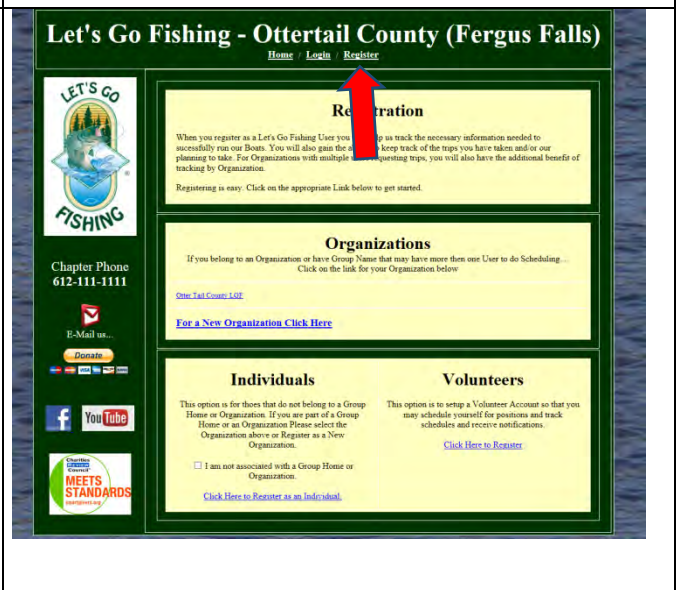 Let's Go Fishing - Ottertail County (Fergus Falls)
Home / Login / Register
LET'S GO
FISHING
Chapter Phone
612-111-1111
E-Mail us...
Donate
VISA
f You Tube
Charities
Review
Council
MEETS
STANDARDS
smartgivers.org
Re tration
When you register as a Let's Go Fishing User you lp us track the necessary information needed to
sucessfully run our Boats. You will also gain the a keep track of the trips you have taken and/or our
planning to take. For Organizations with multiple equesting trips, you will also have the additional benefit of
tracking by Organization.
Registering is easy. Click on the appropriate Link below to get started.
Organizations
If you belong to an Organization or have Group Name that may have more then one User to do Scheduling...
Click on the link for your Organization below
Otter Tail County LGF
For a New Organization Click Here
Individuals
This option is for thoes that do not belong to a Group
Home or Organization. If you are part of a Group
Home or an Organization Please select the
Organization above or Register as a New
Organization.
I am not associated with a Group Home or
Organization.
Click Here to Register as an Individual.
Volunteers
This option is to setup a Volunteer Account so that you
may schedule yourself for positions and track
schedules and receive notifications.
Click Here to Register